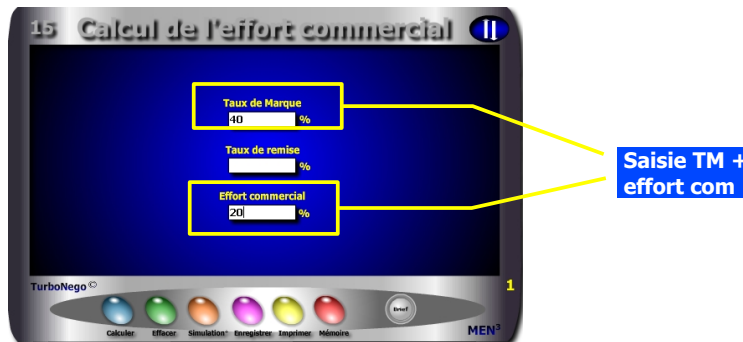 15 Calcul de l'effort commercial
Taux de Marque
40 %
Taux de remise
%
Effort commercial
20 %
Saisie TM +
effort com
TurboNego ©
1
Brief
Calculer Effacer Simulation* Enregistrer Imprimer Mémoire
MEN³